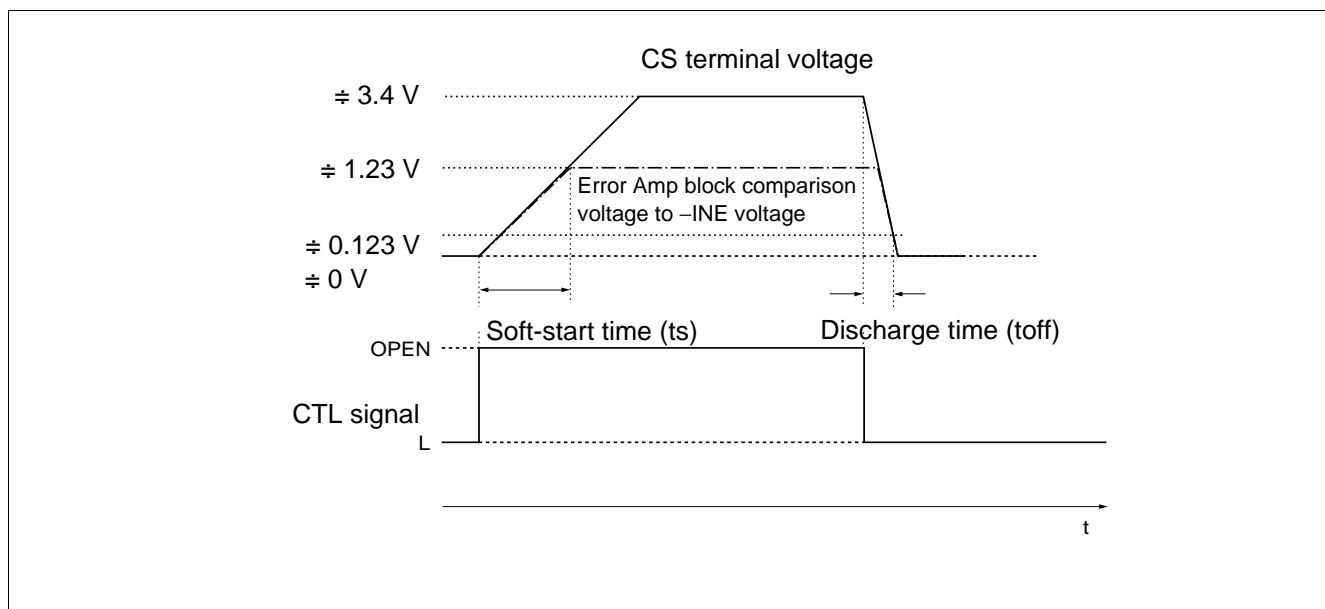 CS terminal voltage
≑ 3.4 V
≑ 1.23 V
Error Amp block comparison
voltage to −INE voltage
≑ 0.123 V
≑ 0 V
Soft-start time (ts)
Discharge time (toff)
OPEN
CTL signal
L
t